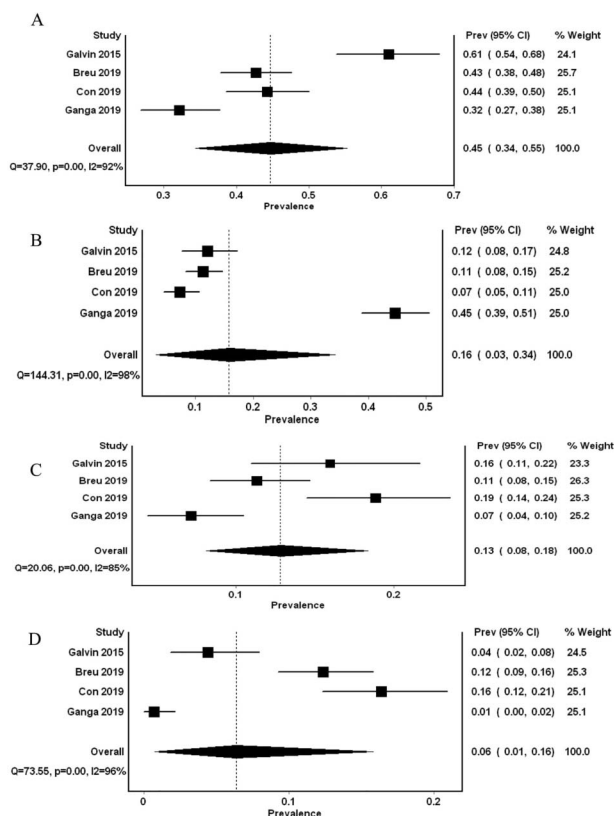 A
Study Prev (95% CI) % Weight
Galvin 2015 0.61 ( 0.54, 0.68) 24.1
Breu 2019 0.43 ( 0.38, 0.48) 25.7
Con 2019 0.44 ( 0.39, 0.50) 25.1
Ganga 2019 0.32 ( 0.27, 0.38) 25.1
Overall 0.45 ( 0.34, 0.55) 100.0
Q=37.90, p=0.00, I2=92%
0.3 0.4 0.5 0.6 0.7
Prevalence
B
Study Prev (95% CI) % Weight
Galvin 2015 0.12 ( 0.08, 0.17) 24.8
Breu 2019 0.11 ( 0.08, 0.15) 25.2
Con 2019 0.07 ( 0.05, 0.11) 25.0
Ganga 2019 0.45 ( 0.39, 0.51) 25.0
Overall 0.16 ( 0.03, 0.34) 100.0
Q=144.31, p=0.00, I2=98%
0.1 0.2 0.3 0.4 0.5
Prevalence
C
Study Prev (95% CI) % Weight
Galvin 2015 0.16 ( 0.11, 0.22) 23.3
Breu 2019 0.11 ( 0.08, 0.15) 26.3
Con 2019 0.19 ( 0.14, 0.24) 25.3
Ganga 2019 0.07 ( 0.04, 0.10) 25.2
Overall 0.13 ( 0.08, 0.18) 100.0
Q=20.06, p=0.00, I2=85%
0.1 0.2
Prevalence
D
Study Prev (95% CI) % Weight
Galvin 2015 0.04 ( 0.02, 0.08) 24.5
Breu 2019 0.12 ( 0.09, 0.16) 25.3
Con 2019 0.16 ( 0.12, 0.21) 25.1
Ganga 2019 0.01 ( 0.00, 0.02) 25.1
Overall 0.06 ( 0.01, 0.16) 100.0
Q=73.55, p=0.00, I2=96%
0 0.1 0.2
Prevalence